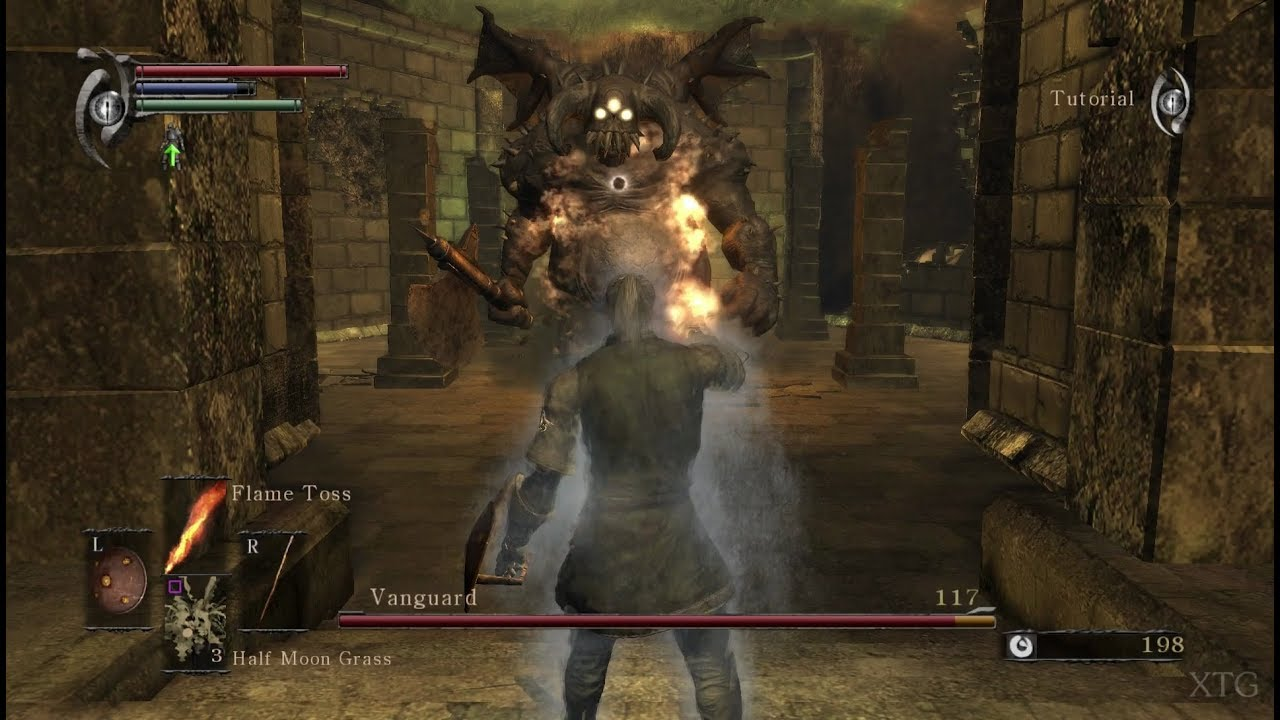 Tutorial
Flame Toss
L
R
Vanguard
117
3
Half Moon Grass
198
XTG